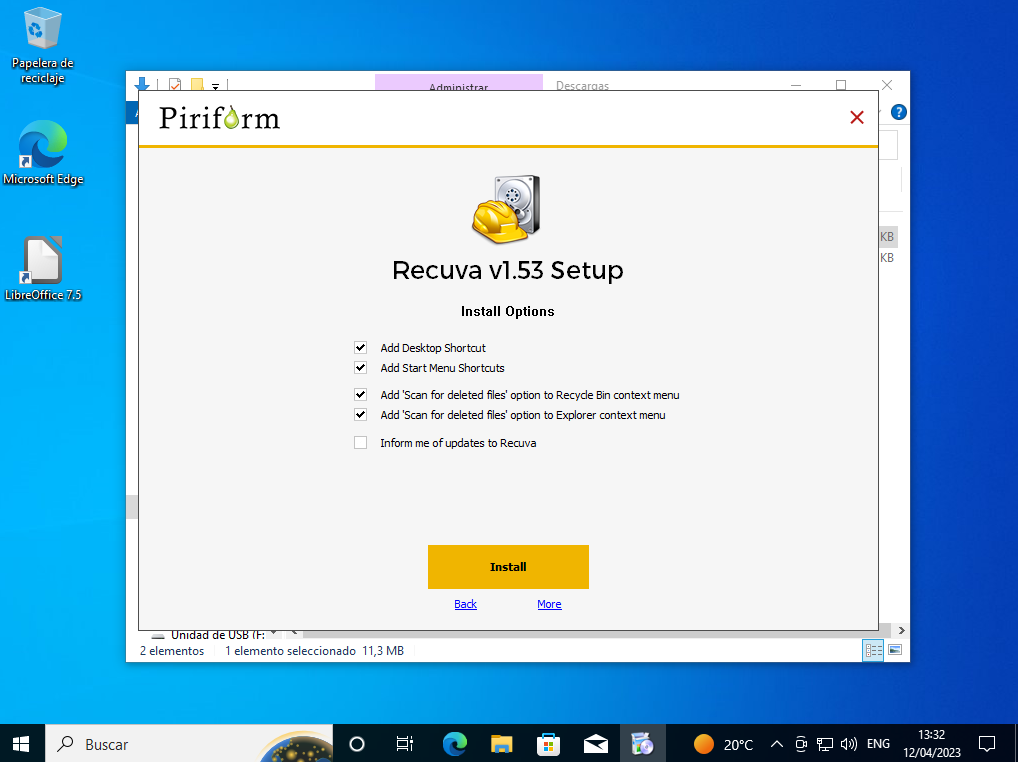 Papelera de
reciclaje
Microsoft Edge
LibreOffice 7.5
Administrar
Descargas
Piriform
KB
KB
Recuva v1.53 Setup
Install Options
Add Desktop Shortcut
Add Start Menu Shortcuts
Add 'Scan for deleted files' option to Recycle Bin context menu
Add 'Scan for deleted files' option to Explorer context menu
Inform me of updates to Recuva
Install
Back
More
Unidad de USB (F:
2 elementos
1 elemento seleccionado 11,3 MB
Buscar
20°C
ENG
13:32
12/04/2023